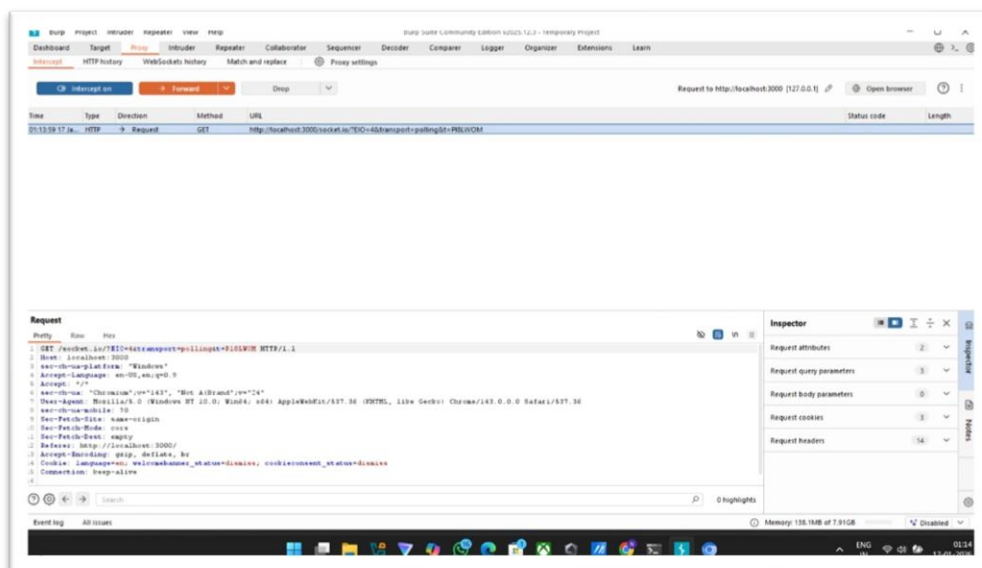 Burp Project Intruder Repeater View Help
Burp Suite Community Edition v2025.12.3 - Temporary Project
Dashboard Target Proxy Intruder Repeater Collaborator Sequencer Decoder Comparer Logger Organizer Extensions Learn
Intercept HTTP history WebSockets history Match and replace Proxy settings
Intercept on Forward Drop Request to http://localhost:3000 [127.0.0.1] Open browser
Time Type Direction Method URL Status code Length
01:13:59 17 Ja... HTTP → Request GET http://localhost:3000/socket.io/?EIO=4&transport=polling&t=
Request
Pretty Raw Hex
1 GET /socket.io/?EIO=4&transport=polling&t= HTTP/1.1
2 Host: localhost:3000
3 sec-ch-ua-platform: "Windows"
4 Accept-Language: en-US,en;q=0.9
5 Accept: */*
6 sec-ch-ua: "Chromium";v="143", "Not A(Brand";v="24"
7 User-Agent: Mozilla/5.0 (Windows NT 10.0; Win64; x64) AppleWebKit/537.36 (KHTML, like Gecko) Chrome/143.0.0.0 Safari/537.36
8 sec-ch-ua-mobile: ?0
9 Sec-Fetch-Site: same-origin
10 Sec-Fetch-Mode: cors
11 Sec-Fetch-Dest: empty
12 Referer: http://localhost:3000/
13 Accept-Encoding: gzip, deflate, br
14 Cookie: language=en; welcomebanner_status=dismiss; cookieconsent_status=dismiss
15 Connection: keep-alive
Inspector
Request attributes 2
Request query parameters 3
Request body parameters 0
Request cookies 3
Request headers 14
Inspector
Notes
Search 0 highlights
Event log All issues Memory: 138.1MB of 7.91GB Disabled
ENG 01:14
IN